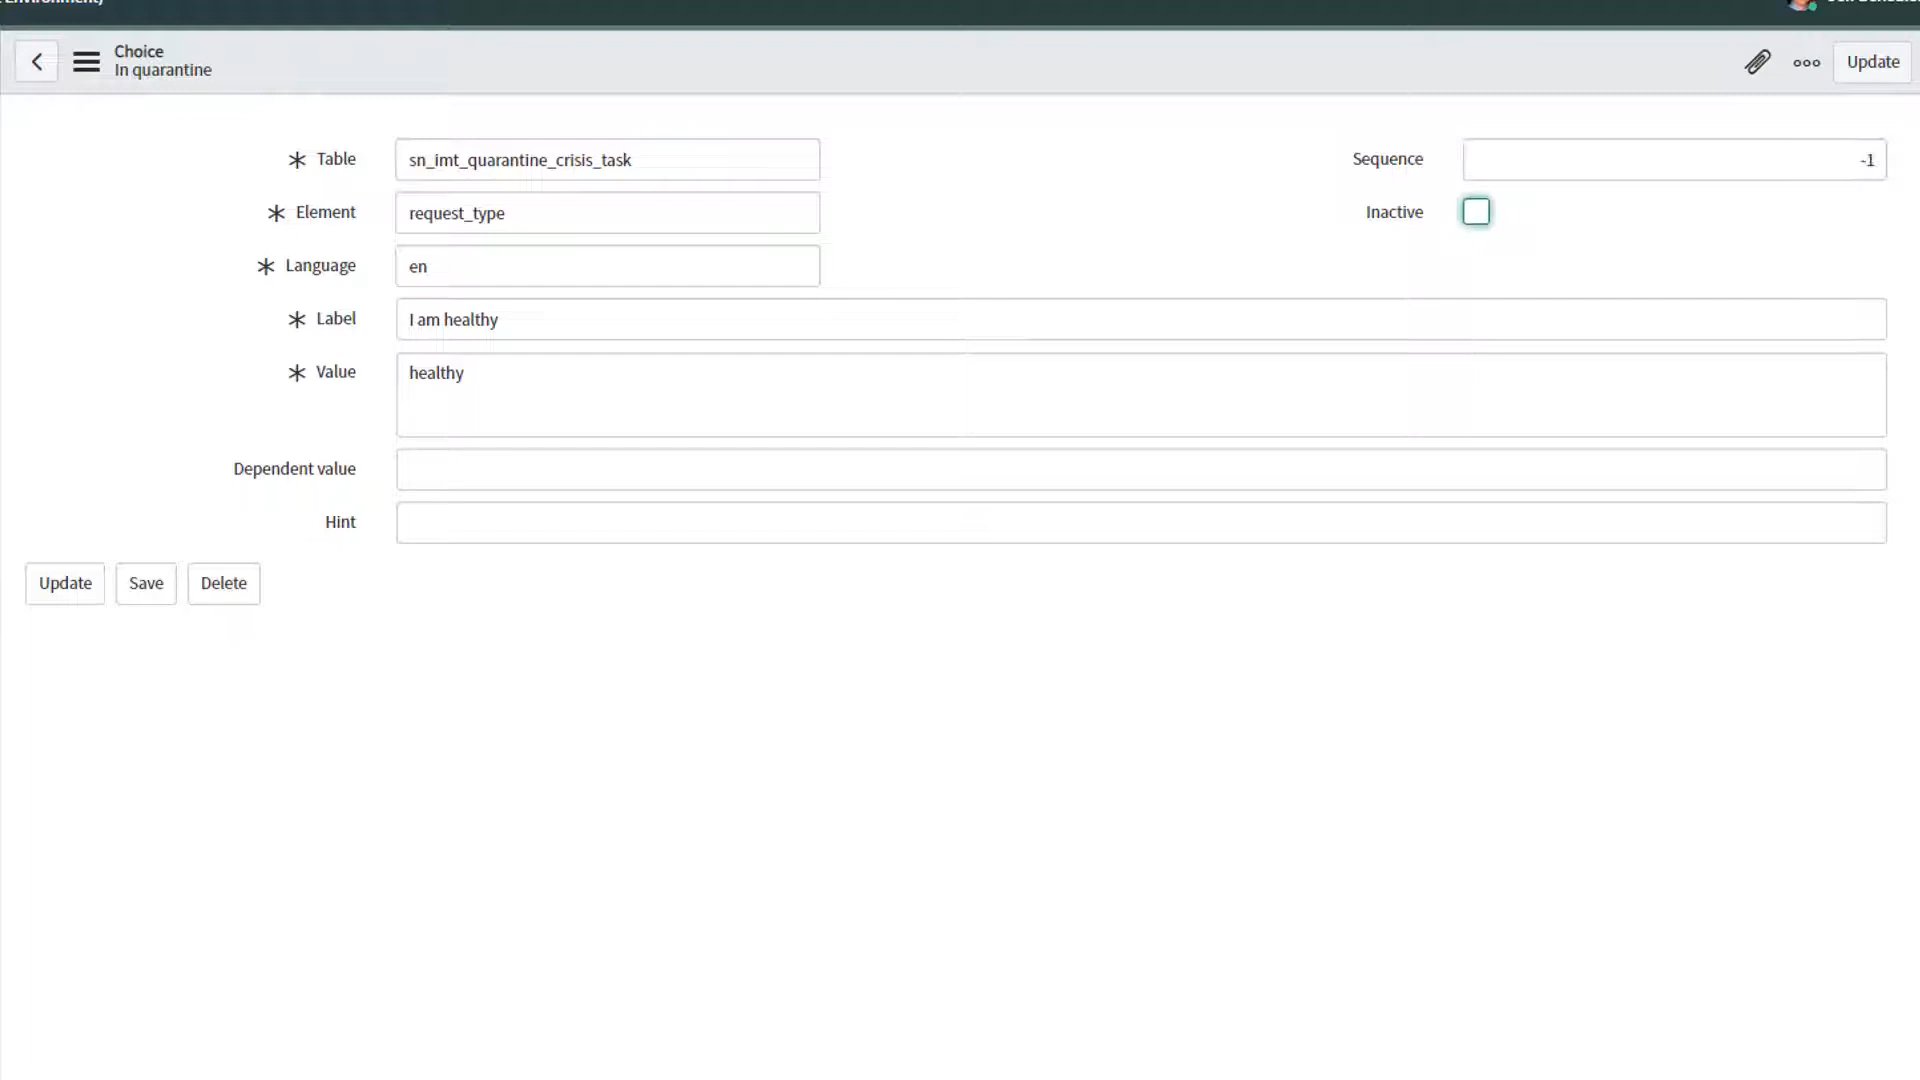 Choice
In quarantine
Update
Table
sn_imt_quarantine_crisis_task
Sequence
-1
Element
request_type
Inactive
Language
en
Label
I am healthy
Value
healthy
Dependent value
Hint
Update
Save
Delete